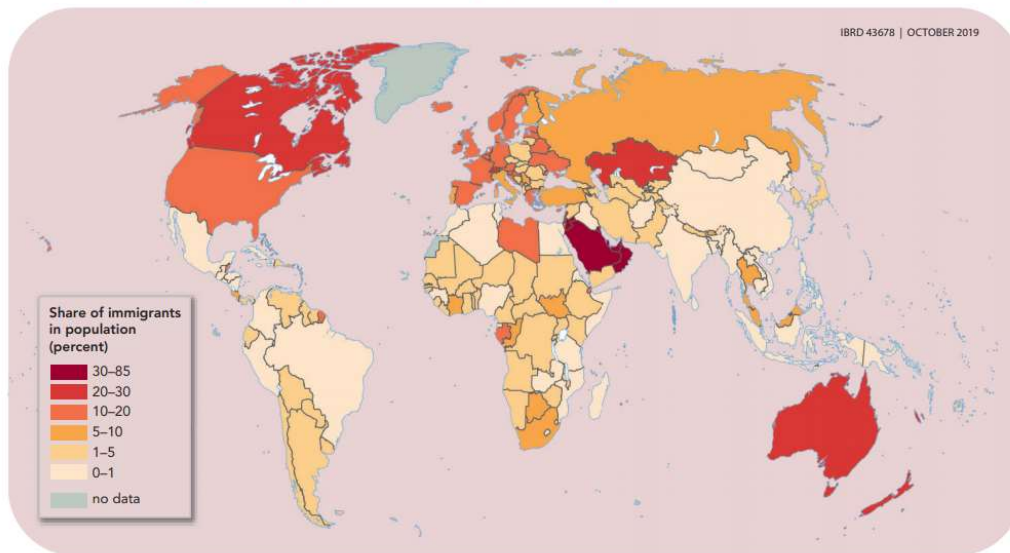 IBRD 43678 | OCTOBER 2019
Share of immigrants
in population
(percent)
30–85
20–30
10–20
5–10
1–5
0–1
no data